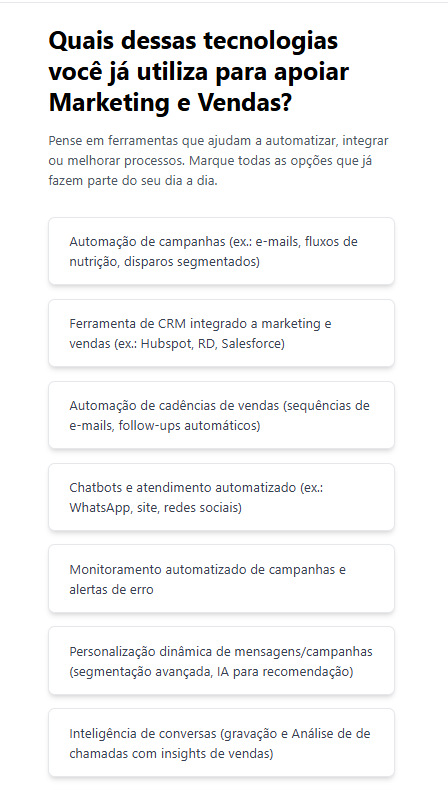 Quais dessas tecnologias
você já utiliza para apoiar
Marketing e Vendas?
Pense em ferramentas que ajudam a automatizar, integrar
ou melhorar processos. Marque todas as opções que já
fazem parte do seu dia a dia.
Automação de campanhas (ex.: e-mails, fluxos de
nutrição, disparos segmentados)
Ferramenta de CRM integrado a marketing e
vendas (ex.: Hubspot, RD, Salesforce)
Automação de cadências de vendas (sequências de
e-mails, follow-ups automáticos)
Chatbots e atendimento automatizado (ex.:
WhatsApp, site, redes sociais)
Monitoramento automatizado de campanhas e
alertas de erro
Personalização dinâmica de mensagens/campanhas
(segmentação avançada, IA para recomendação)
Inteligência de conversas (gravação e Análise de de
chamadas com insights de vendas)